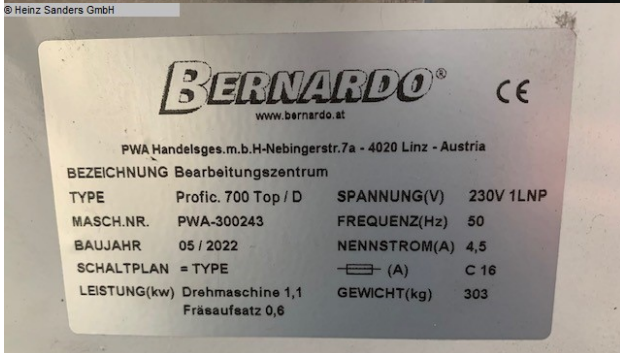 © Heinz Sanders GmbH
BERNARDO®
CE
www.bernardo.at
PWA Handelsges.m.b.H-Nebingerstr.7a - 4020 Linz - Austria
BEZEICHNUNG Bearbeitungszentrum
TYPE Profic. 700 Top / D SPANNUNG(V) 230V 1LNP
MASCH.NR. PWA-300243 FREQUENZ(Hz) 50
BAUJAHR 05 / 2022 NENNSTROM(A) 4,5
SCHALTPLAN = TYPE (A) C 16
LEISTUNG(kw) Drehmaschine 1,1 GEWICHT(kg) 303
Fräsaufsatz 0,6